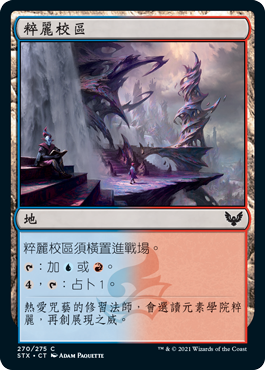 粹麗校區
地
粹麗校區須橫置進戰場。
：加或。
4，：占卜1。
熱愛咒藝的修習法師，會選讀元素學院粹
麗，再創展現之威。
270/275 C
STX • CT ADAM PAQUETTE
™ & © 2021 Wizards of the Coast